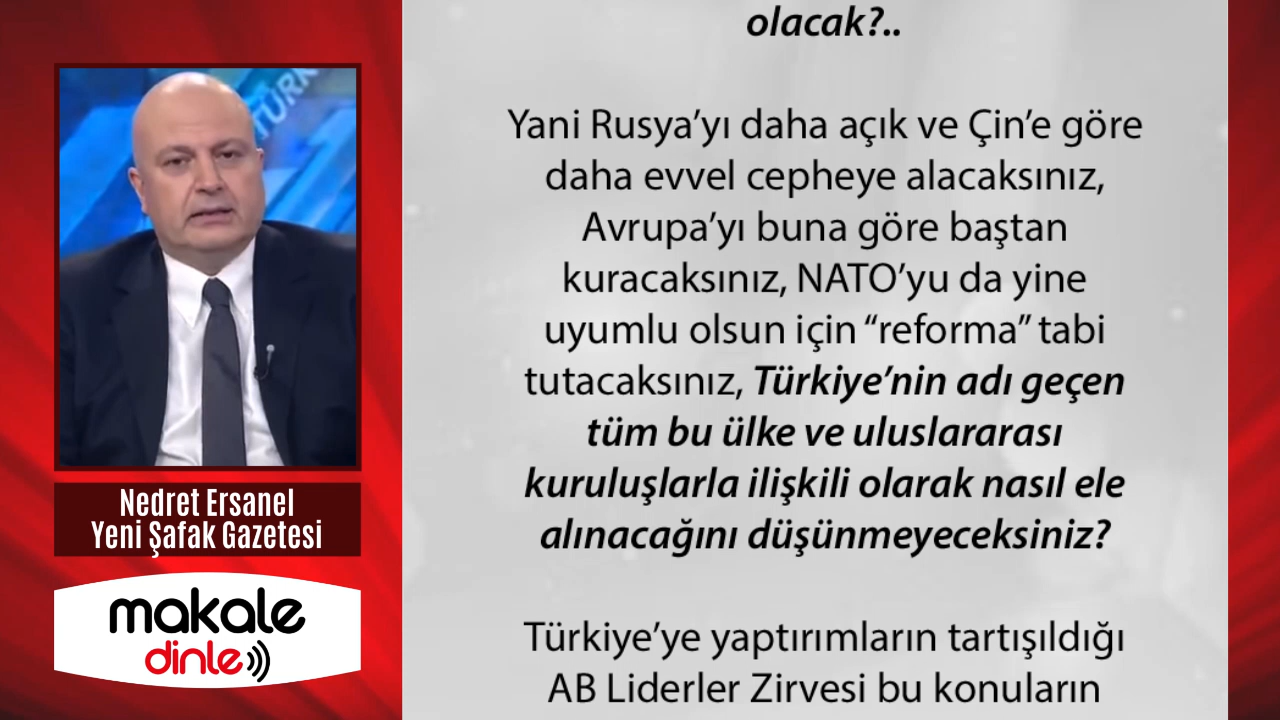 TÜRK
Nedret Ersanel
Yeni Şafak Gazetesi
makale
dinle
olacak?..
Yani Rusya’yı daha açık ve Çin’e göre
daha evvel cepheye alacaksınız,
Avrupa’yı buna göre baştan
kuracaksınız, NATO’yu da yine
uyumlu olsun için “reforma” tabi
tutacaksınız, Türkiye’nin adı geçen
tüm bu ülke ve uluslararası
kuruluşlarla ilişkili olarak nasıl ele
alınacağını düşünmeyeceksiniz?
Türkiye’ye yaptırımların tartışıldığı
AB Liderler Zirvesi bu konuların